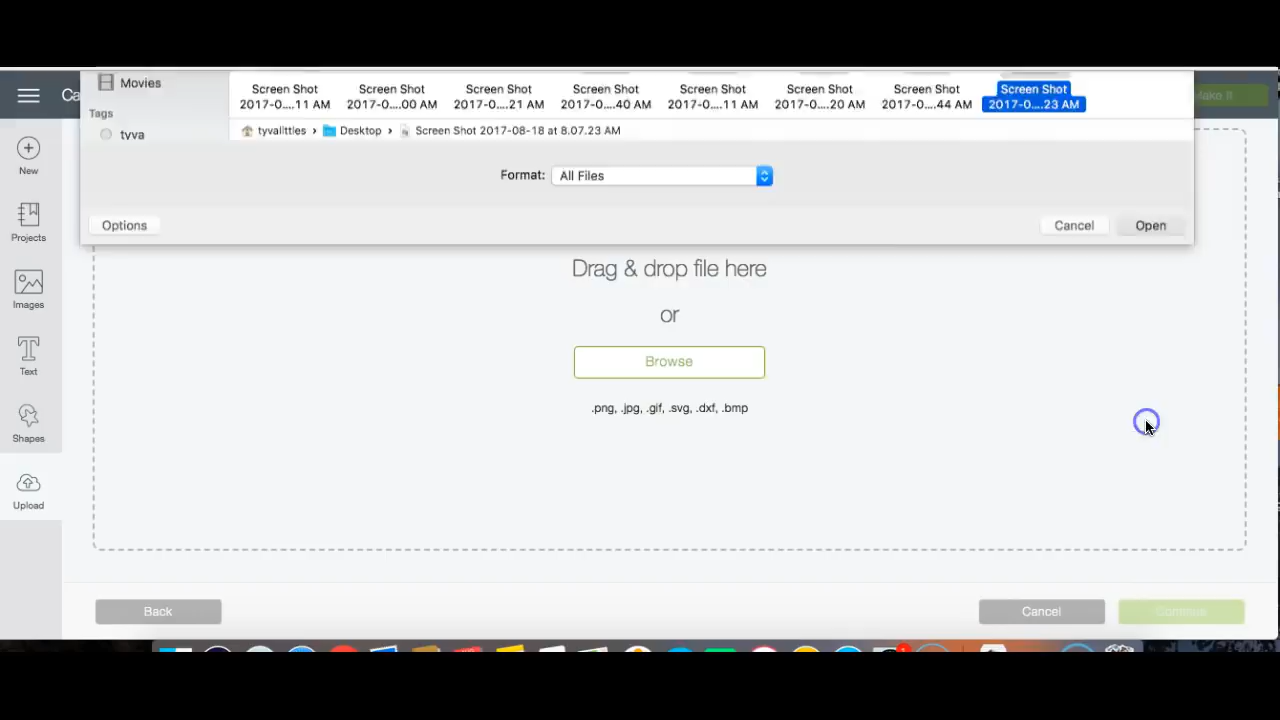 Movies
Tags
tyva
Screen Shot Screen Shot Screen Shot Screen Shot Screen Shot Screen Shot Screen Shot Screen Shot
2017-0....11 AM 2017-0....00 AM 2017-0....21 AM 2017-0....40 AM 2017-0....11 AM 2017-0....20 AM 2017-0....44 AM 2017-0....23 AM
tyvalittles › Desktop › Screen Shot 2017-08-18 at 8.07.23 AM
Format: All Files
Options Cancel Open
Ca
Make It
New
Projects
Images
Text
Shapes
Upload
Drag & drop file here
or
Browse
.png, .jpg, .gif, .svg, .dxf, .bmp
Back Cancel Continue